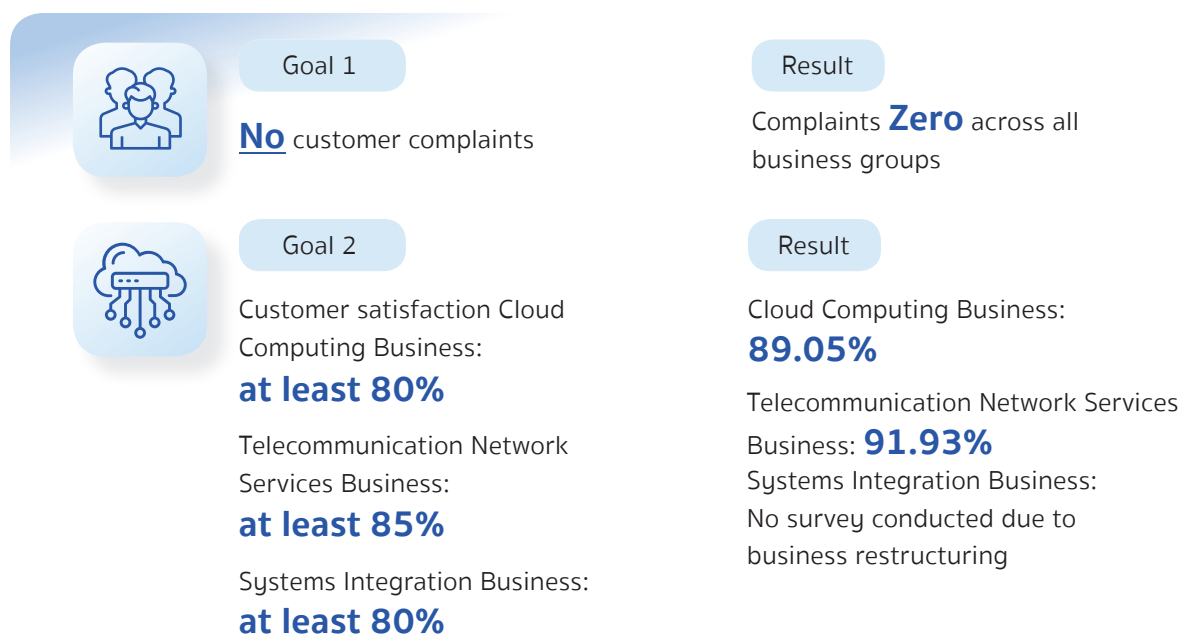 Goal 1
No customer complaints
Result
Complaints Zero across all
business groups
Goal 2
Customer satisfaction Cloud
Computing Business:
at least 80%
Telecommunication Network
Services Business:
at least 85%
Systems Integration Business:
at least 80%
Result
Cloud Computing Business:
89.05%
Telecommunication Network Services
Business: 91.93%
Systems Integration Business:
No survey conducted due to
business restructuring